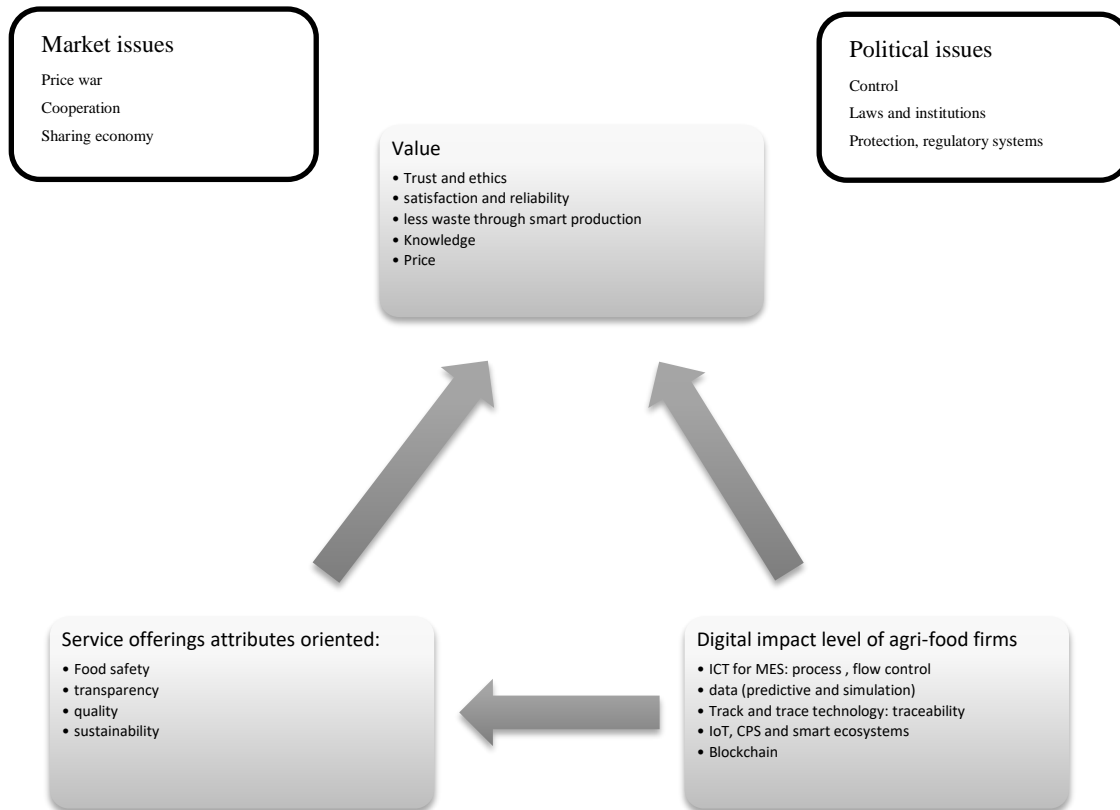 Market issues
Price war
Cooperation
Sharing economy
Political issues
Control
Laws and institutions
Protection, regulatory systems
Value
• Trust and ethics
• satisfaction and reliability
• less waste through smart production
• Knowledge
• Price
Service offerings attributes oriented:
• Food safety
• transparency
• quality
• sustainability
Digital impact level of agri-food firms
• ICT for MES: process , flow control
• data (predictive and simulation)
• Track and trace technology: traceability
• IoT, CPS and smart ecosystems
• Blockchain